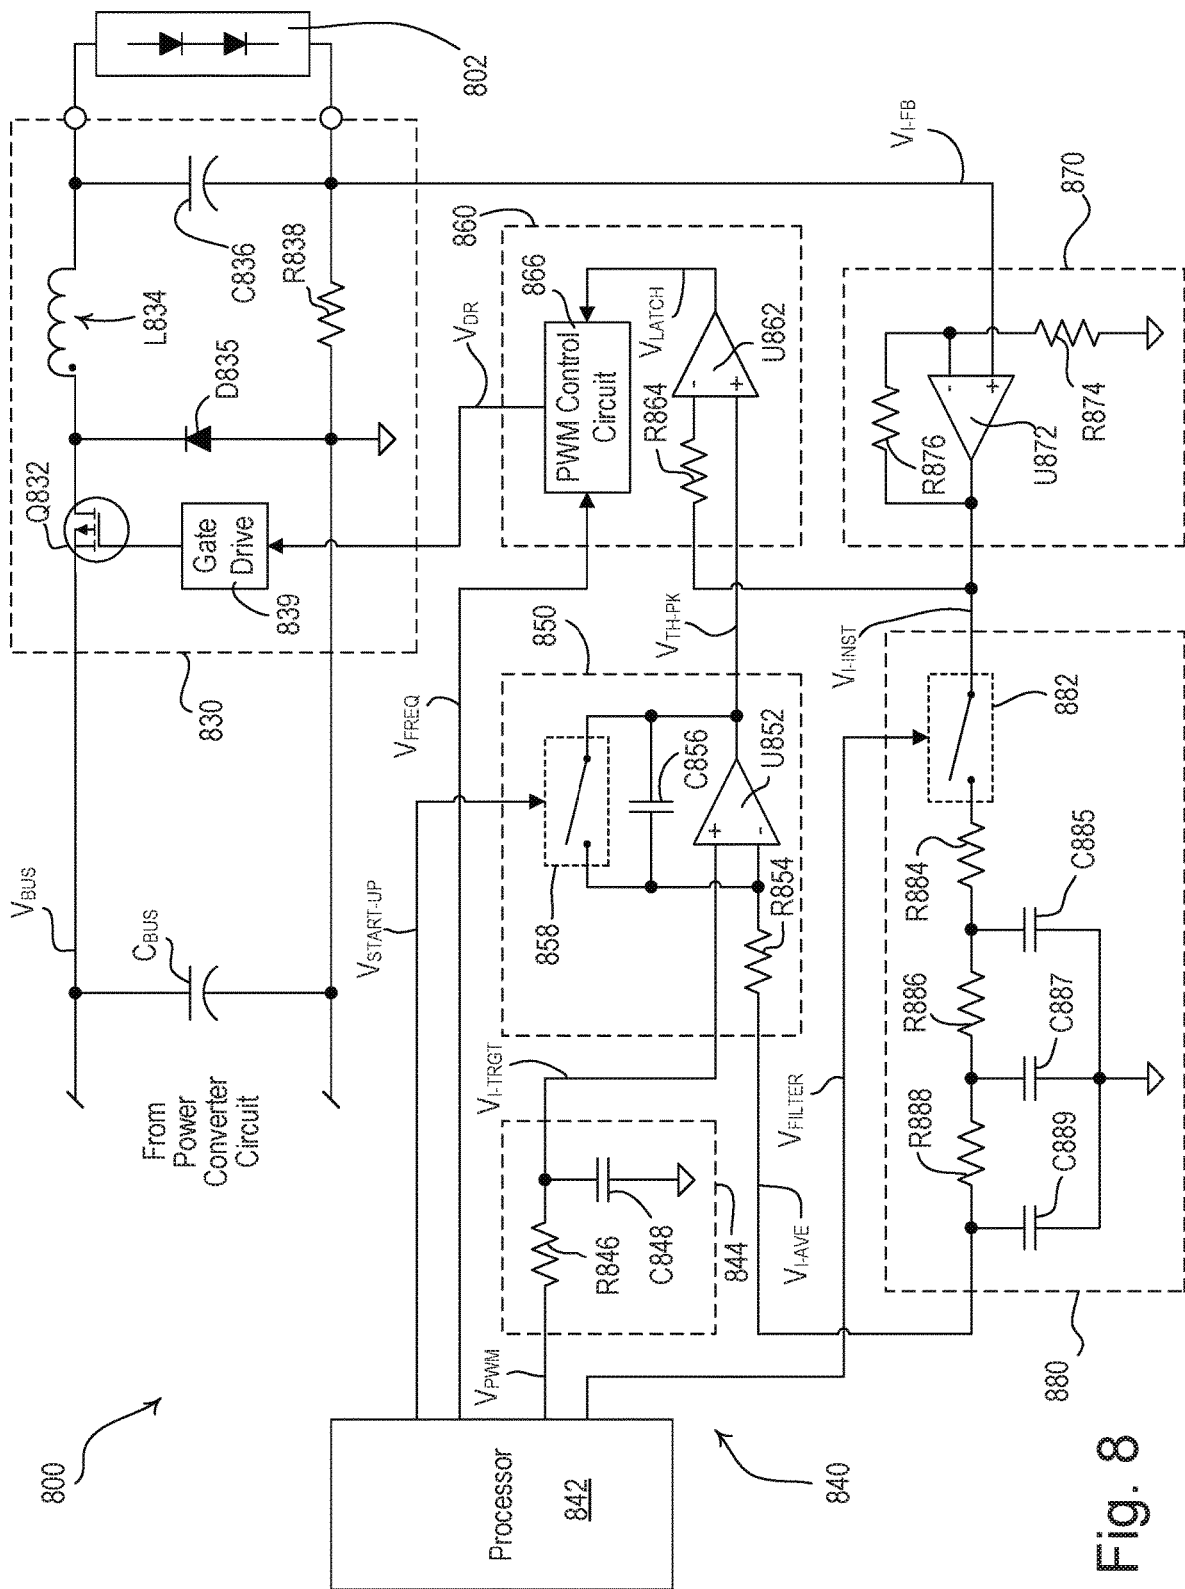 800
From
Power
Converter
Circuit
V_BUS
C_BUS
830
Q832
Gate
Drive
839
D835
L834
C836
R838
802
V_START-UP
V_FREQ
V_DR
Processor
842
840
V_PWM
R846
C848
844
V_I-TRGT
850
858
C856
U852
+
-
R854
V_TH-PK
860
866
PWM Control
Circuit
V_LATCH
R864
U862
-
+
V_I-FB
870
R876
U872
-
+
R874
V_I-INST
V_I-AVE
V_FILTER
880
882
R884
C885
R886
C887
R888
C889
Fig. 8